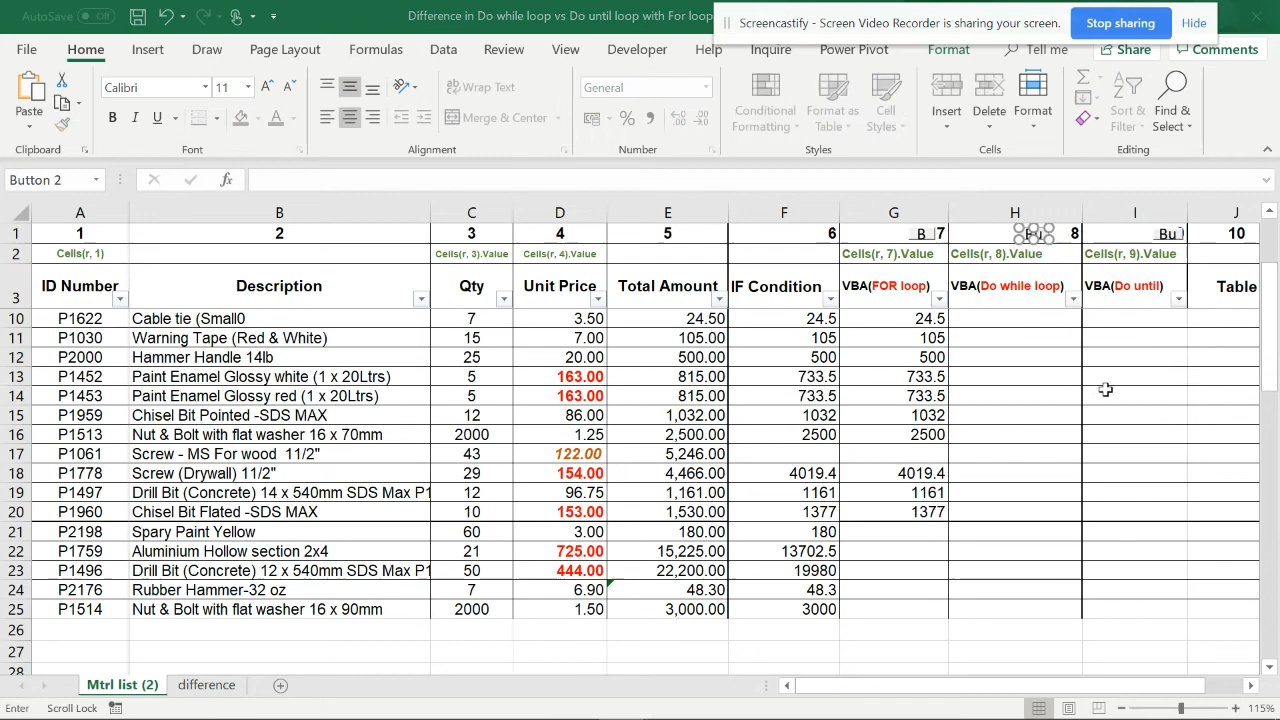 AutoSave Off Difference in Do while loop vs Do until loop with For loop
Screencastify - Screen Video Recorder is sharing your screen. Stop sharing Hide
File Home Insert Draw Page Layout Formulas Data Review View Developer Help Inquire Power Pivot Format Tell me Share Comments
Paste Calibri 11 Wrap Text General Conditional Formatting Format as Table Cell Styles Insert Delete Format Sort & Filter Find & Select
B I U A Merge & Center % ,
Clipboard Font Alignment Number Styles Cells Editing
Button 2 fx
A B C D E F G H I J
1 1 2 3 4 5 6 B 7 8 Bu 10
2 Cells(r, 1) Cells(r, 3).Value Cells(r, 4).Value Cells(r, 7).Value Cells(r, 8).Value Cells(r, 9).Value
3 ID Number Description Qty Unit Price Total Amount IF Condition VBA(FOR loop) VBA(Do while loop) VBA(Do until) Table
10 P1622 Cable tie (Small0 7 3.50 24.50 24.5 24.5
11 P1030 Warning Tape (Red & White) 15 7.00 105.00 105 105
12 P2000 Hammer Handle 14lb 25 20.00 500.00 500 500
13 P1452 Paint Enamel Glossy white (1 x 20Ltrs) 5 163.00 815.00 733.5 733.5
14 P1453 Paint Enamel Glossy red (1 x 20Ltrs) 5 163.00 815.00 733.5 733.5
15 P1959 Chisel Bit Pointed -SDS MAX 12 86.00 1,032.00 1032 1032
16 P1513 Nut & Bolt with flat washer 16 x 70mm 2000 1.25 2,500.00 2500 2500
17 P1061 Screw - MS For wood 11/2" 43 122.00 5,246.00
18 P1778 Screw (Drywall) 11/2" 29 154.00 4,466.00 4019.4 4019.4
19 P1497 Drill Bit (Concrete) 14 x 540mm SDS Max P1 12 96.75 1,161.00 1161 1161
20 P1960 Chisel Bit Flated -SDS MAX 10 153.00 1,530.00 1377 1377
21 P2198 Spary Paint Yellow 60 3.00 180.00 180
22 P1759 Aluminium Hollow section 2x4 21 725.00 15,225.00 13702.5
23 P1496 Drill Bit (Concrete) 12 x 540mm SDS Max P1 50 444.00 22,200.00 19980
24 P2176 Rubber Hammer-32 oz 7 6.90 48.30 48.3
25 P1514 Nut & Bolt with flat washer 16 x 90mm 2000 1.50 3,000.00 3000
26
27
28
Mtrl list (2) difference
Enter Scroll Lock 115%